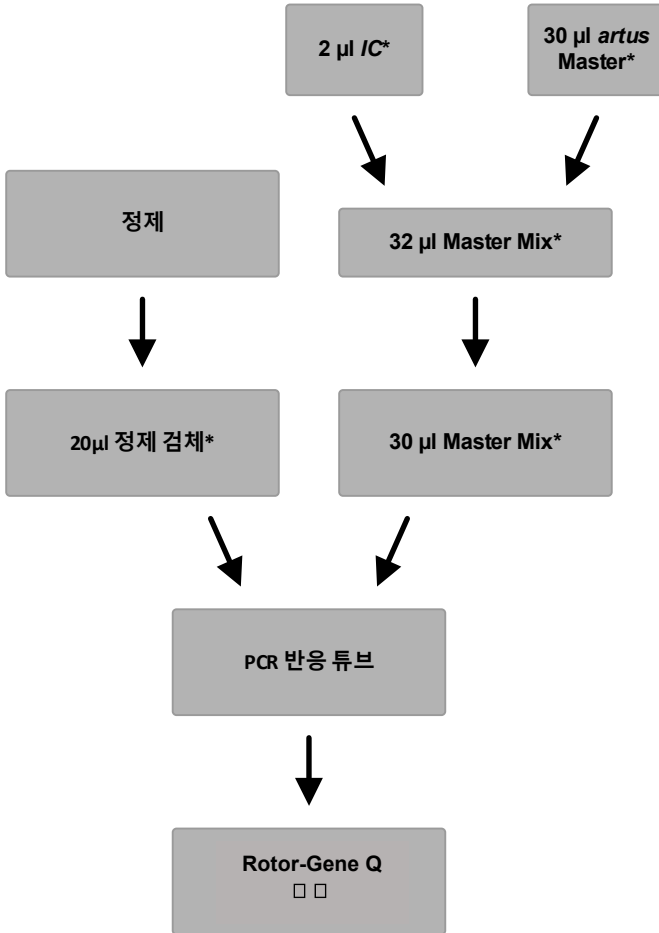 2 µl IC*
30 µl artus
Master*
정제
32 µl Master Mix*
20µl 정제 검체*
30 µl Master Mix*
PCR 반응 튜브
Rotor-Gene Q